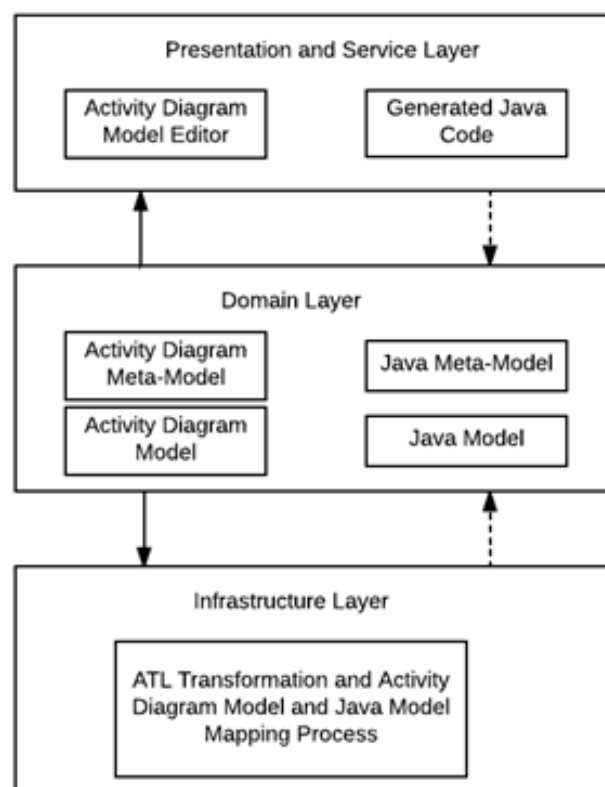 Presentation and Service Layer
Activity Diagram
Model Editor
Generated Java
Code
Domain Layer
Activity Diagram
Meta-Model
Java Meta-Model
Activity Diagram
Model
Java Model
Infrastructure Layer
ATL Transformation and Activity
Diagram Model and Java Model
Mapping Process